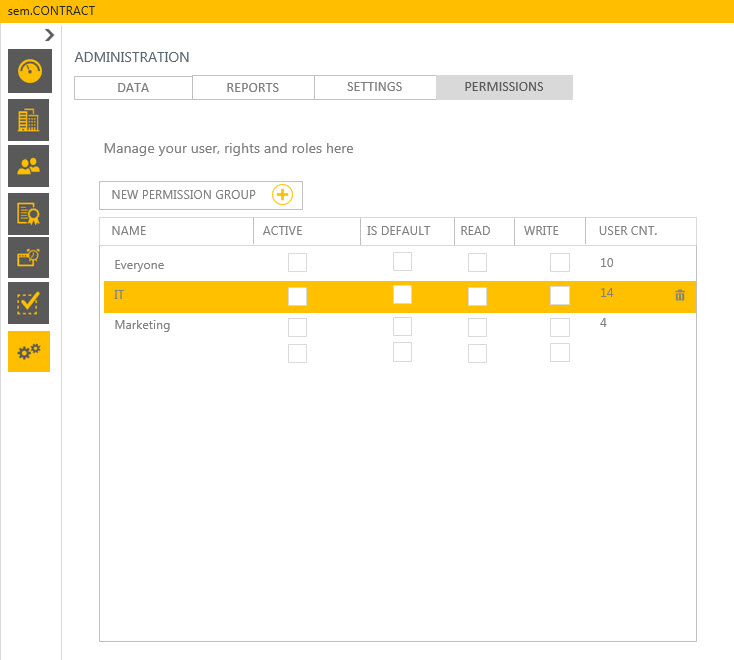 sem.CONTRACT
ADMINISTRATION
DATA REPORTS SETTINGS PERMISSIONS
Manage your user, rights and roles here
NEW PERMISSION GROUP
NAME ACTIVE IS DEFAULT READ WRITE USER CNT.
Everyone 10
IT 14
Marketing 4